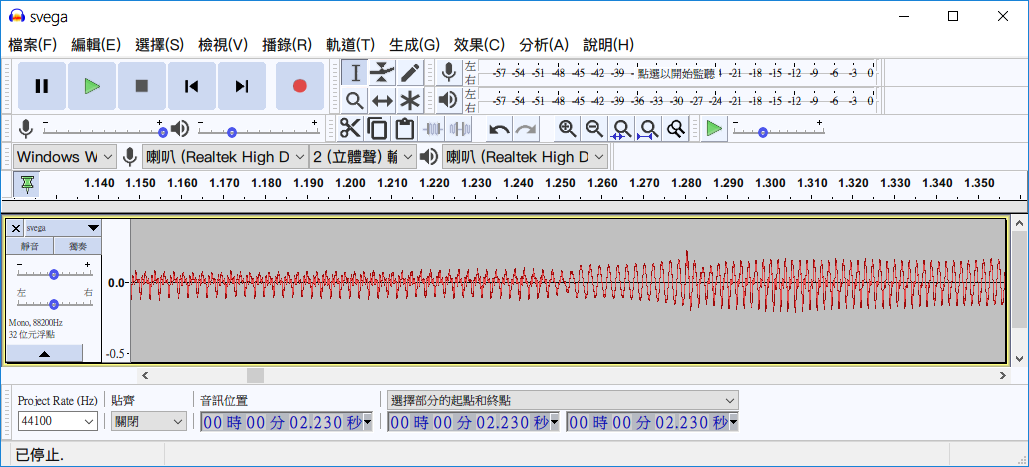 svega
檔案(F) 編輯(E) 選擇(S) 檢視(V) 播錄(R) 軌道(T) 生成(G) 效果(C) 分析(A) 說明(H)
左
右
-57 -54 -51 -48 -45 -42 -39 - 點選以開始監聽 -21 -18 -15 -12 -9 -6 -3 0
左
右
-57 -54 -51 -48 -45 -42 -39 -36 -33 -30 -27 -24 -21 -18 -15 -12 -9 -6 -3 0
Windows W 喇叭 (Realtek High D 2 (立體聲) 輸 喇叭 (Realtek High D
1.140 1.150 1.160 1.170 1.180 1.190 1.200 1.210 1.220 1.230 1.240 1.250 1.260 1.270 1.280 1.290 1.300 1.310 1.320 1.330 1.340 1.350
svega
靜音 獨奏
左 右
Mono, 88200Hz
32 位元浮點
0.0-
-0.5-
Project Rate (Hz) 貼齊 音訊位置 選擇部分的起點和終點
44100 關閉 00 時 00 分 02.230 秒 00 時 00 分 02.230 秒 00 時 00 分 02.230 秒
已停止.